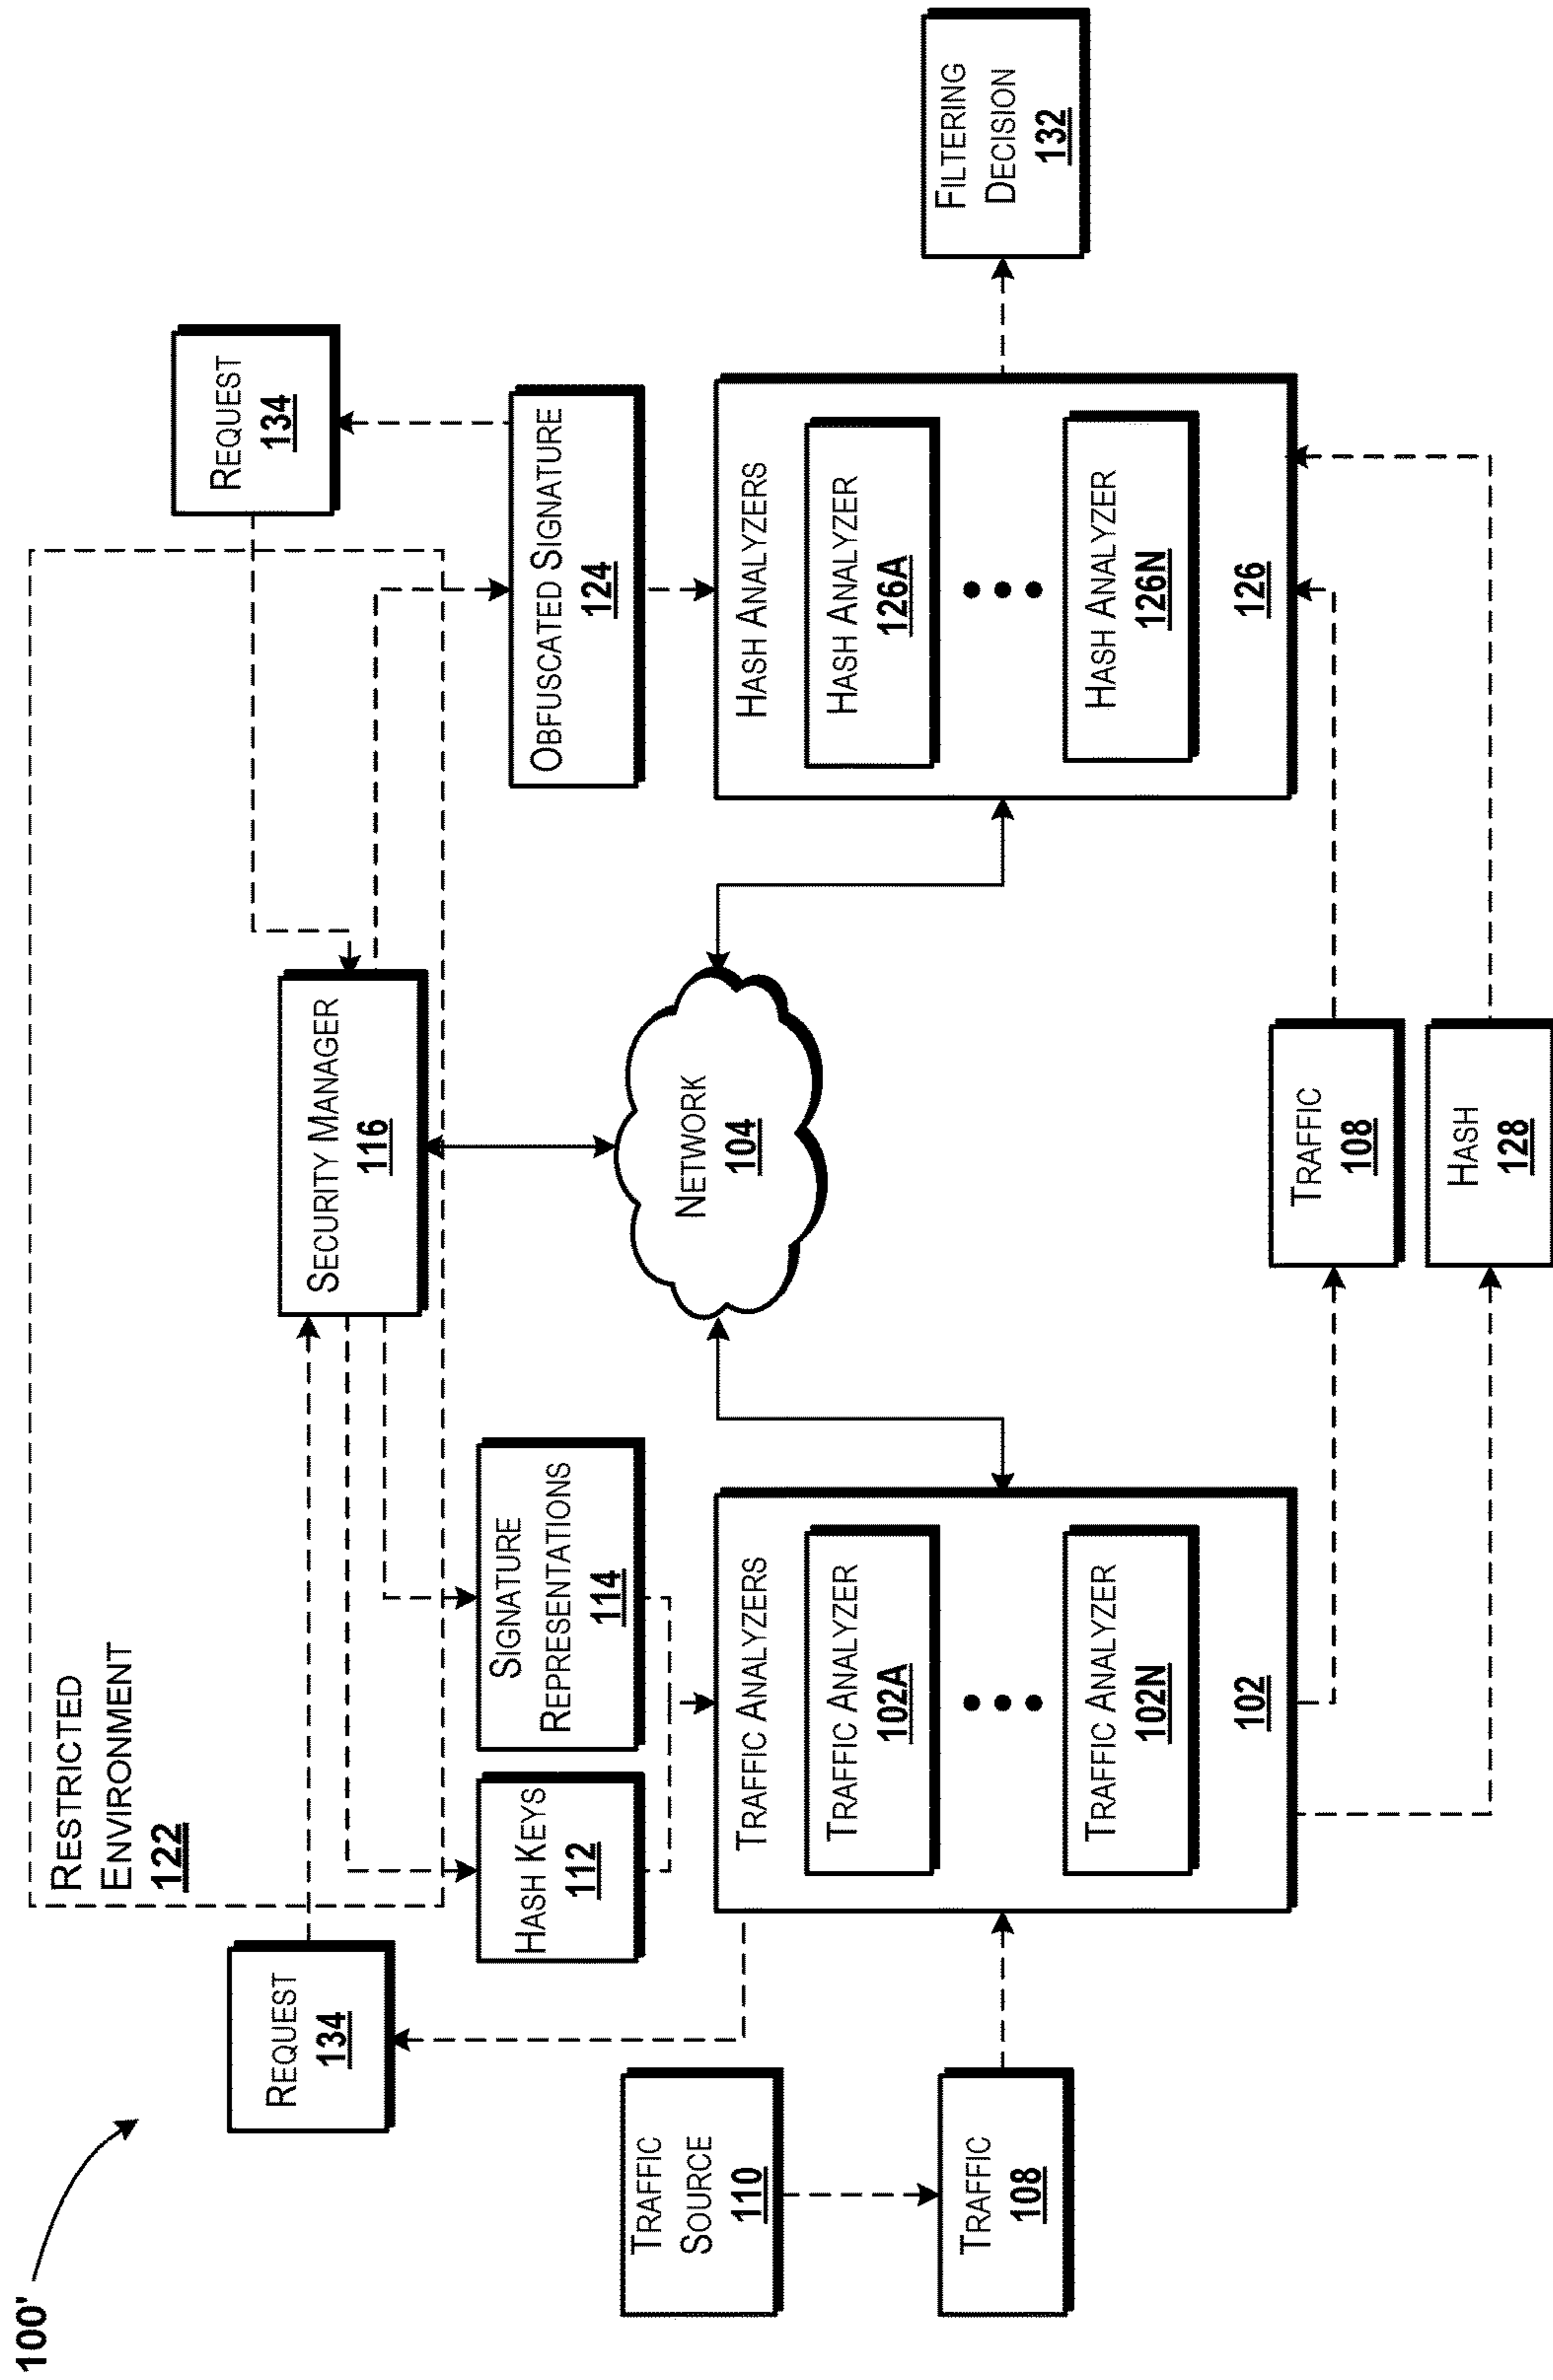 100'
RESTRICTED
ENVIRONMENT
122
REQUEST
134
SECURITY MANAGER
116
REQUEST
134
HASH KEYS
112
SIGNATURE
REPRESENTATIONS
114
OBFUSCATED SIGNATURE
124
TRAFFIC
SOURCE
110
NETWORK
104
TRAFFIC ANALYZERS
TRAFFIC ANALYZER
102A
TRAFFIC ANALYZER
102N
102
HASH ANALYZERS
HASH ANALYZER
126A
HASH ANALYZER
126N
126
FILTERING
DECISION
132
TRAFFIC
108
TRAFFIC
108
HASH
128